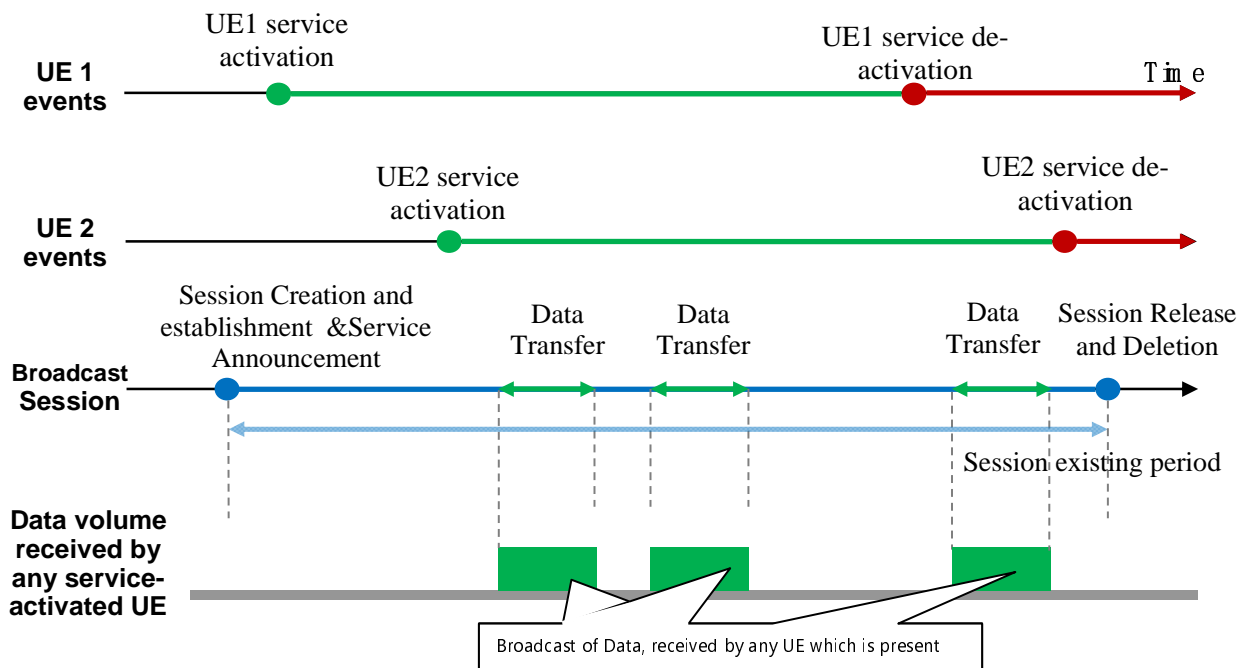 UE1 service
activation
UE1 service de-
activation
Time
UE 1
events
UE2 service
activation
UE2 service de-
activation
UE 2
events
Session Creation and
establishment &Service
Announcement
Data
Transfer
Data
Transfer
Data
Transfer
Session Release
and Deletion
Broadcast
Session
Session existing period
Data volume
received by
any service-
activated UE
Broadcast of Data, received by any UE which is present